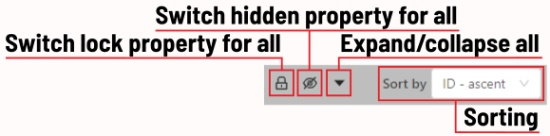 Switch hidden property for all
Switch lock property for all
Expand/collapse all
Sort by
ID - ascent
Sorting